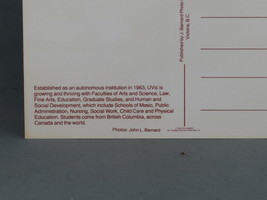 Established as an autonomous institution in 1963, UVic is
growing and thriving with Faculties of Arts and Science, Law,
Fine Arts, Education, Graduate Studies, and Human and
Social Development, which include Schools of Music, Public
Administration, Nursing, Social Work, Child Care and Physical
Education. Students come from British Columbia, across
Canada and the world.
Photos: John L. Barnard
Published by J. Barnard Photo
Victoria, B.C.